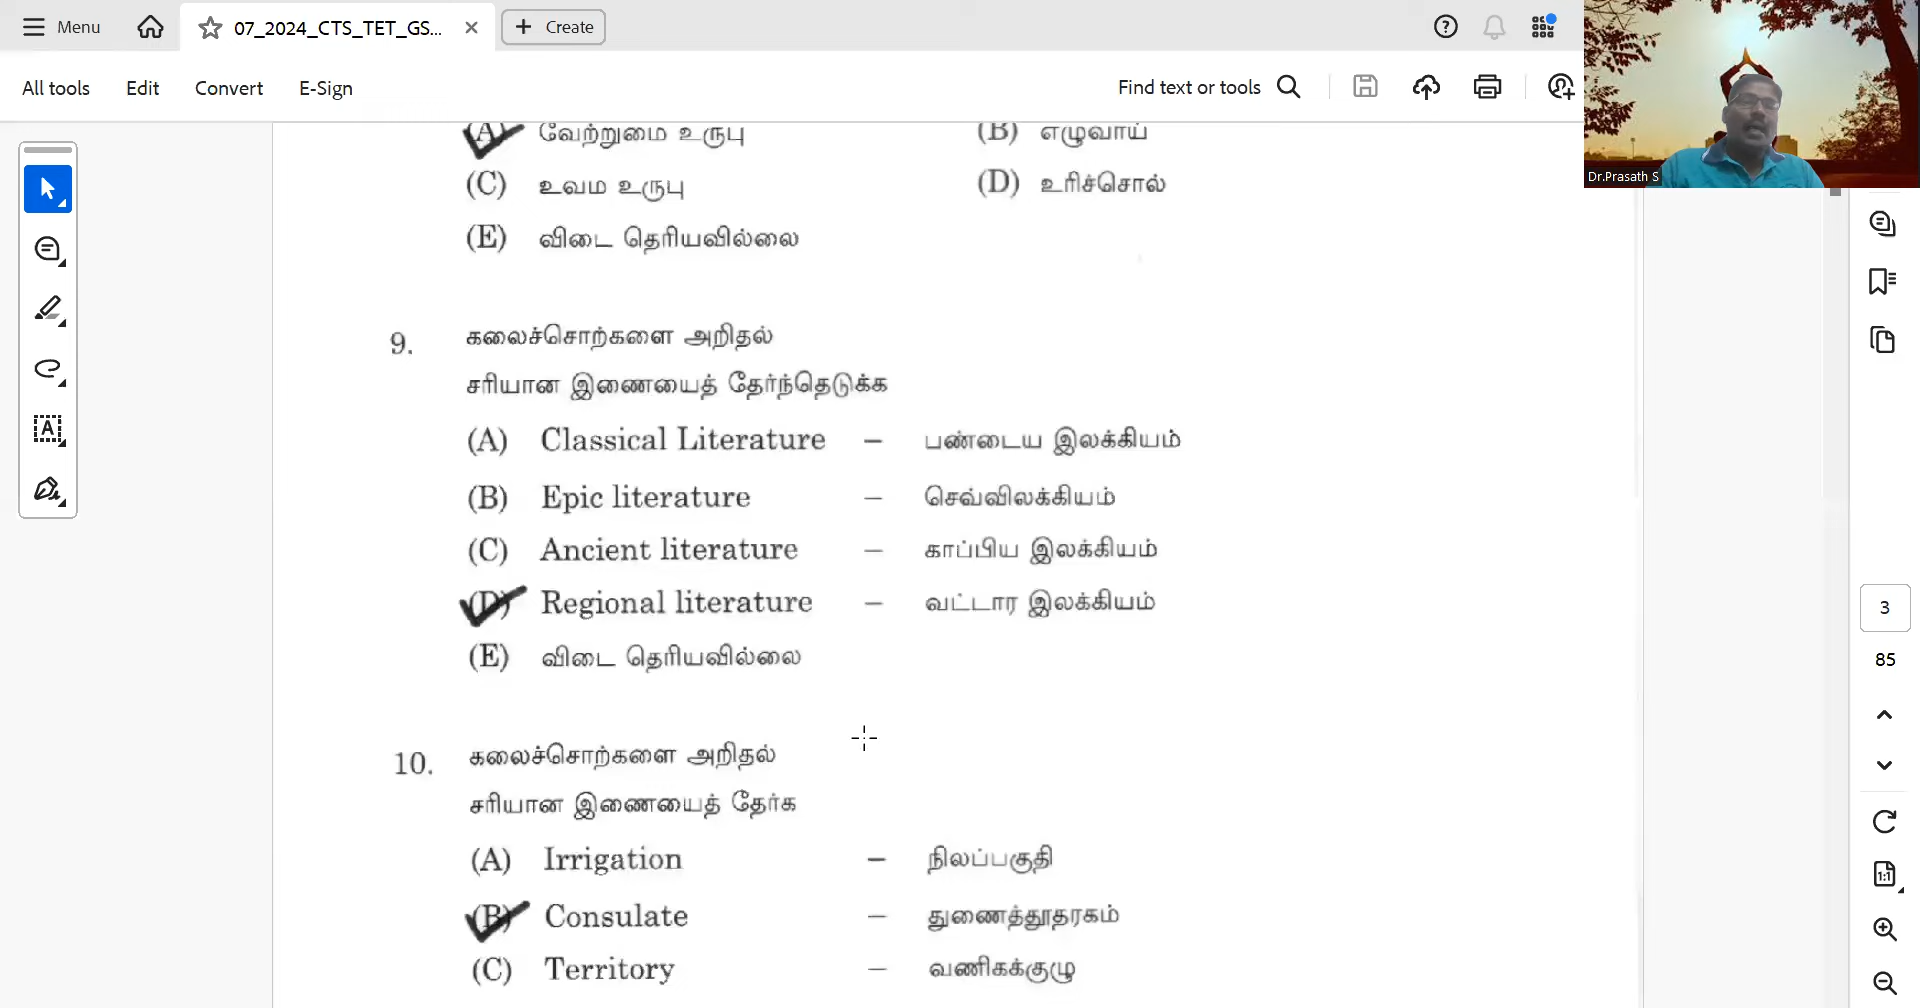 Menu
07_2024_CTS_TET_GS...
Create
All tools
Edit
Convert
E-Sign
Find text or tools
Dr.Prasath S
(A) வேற்றுமை உருபு (B) எழுவாய்
(C) உவம உருபு (D) உரிச்சொல்
(E) விடை தெரியவில்லை
9. கலைச்சொற்களை அறிதல்
சரியான இணையைத் தேர்ந்தெடுக்க
(A) Classical Literature – பண்டைய இலக்கியம்
(B) Epic literature – செவ்விலக்கியம்
(C) Ancient literature – காப்பிய இலக்கியம்
(D) Regional literature – வட்டார இலக்கியம்
(E) விடை தெரியவில்லை
10. கலைச்சொற்களை அறிதல்
சரியான இணையைத் தேர்க
(A) Irrigation – நிலப்பகுதி
(B) Consulate – துணைத்தூதரகம்
(C) Territory – வணிகக்குழு
3
85
1:1